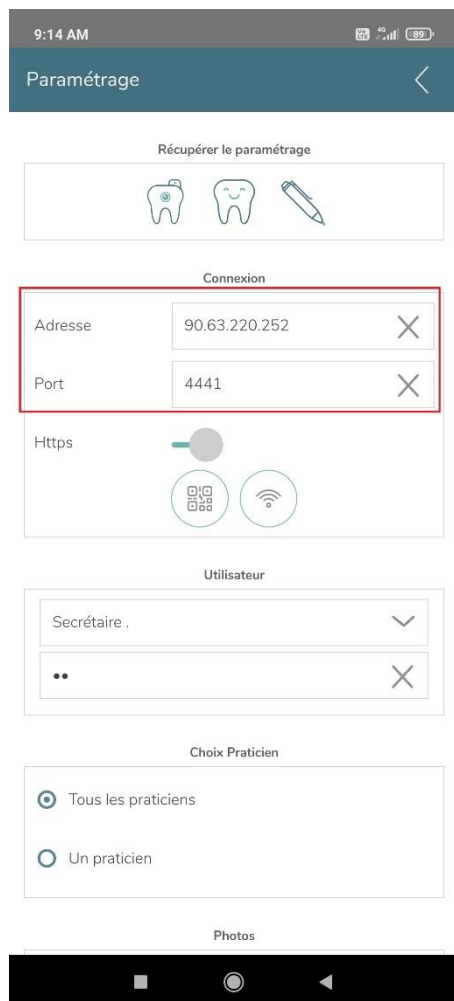 9:14 AM
4G
89
Paramétrage
Récupérer le paramétrage
Connexion
Adresse
90.63.220.252
Port
4441
Https
Utilisateur
Secrétaire .
••
Choix Praticien
Tous les praticiens
Un praticien
Photos